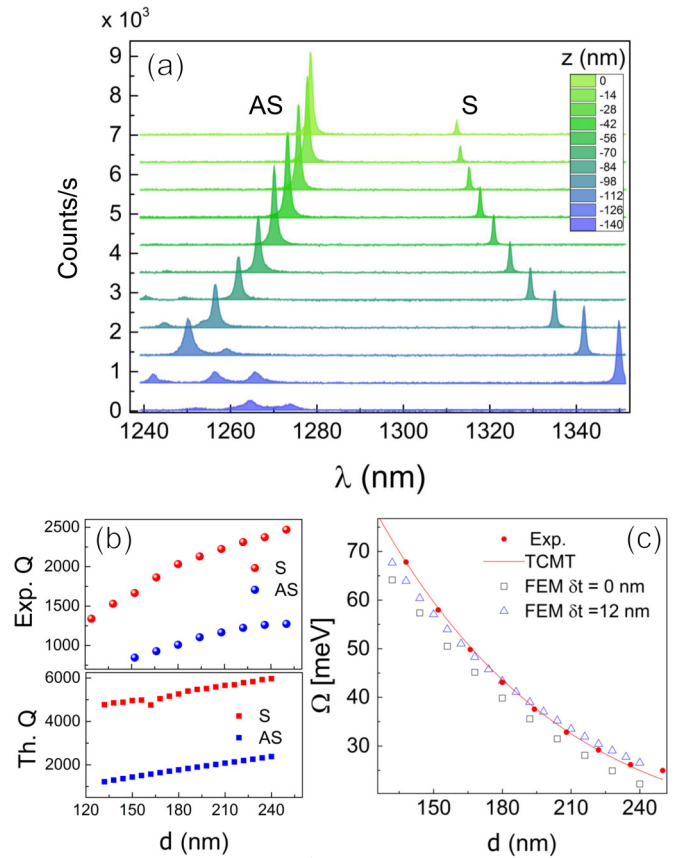 x 10³
(a)
z (nm)
AS
S
0
-14
-28
-42
-56
-70
-84
-98
-112
-126
-140
9
8
7
6
5
4
3
2
1
0
Counts/s
1240
1260
1280
1300
1320
1340
λ (nm)
(b)
2500
2000
1500
1000
Exp. Q
S
AS
6000
4000
2000
Th. Q
S
AS
120
150
180
210
240
d (nm)
(c)
Exp.
TCMT
FEM δt = 0 nm
FEM δt =12 nm
70
60
50
40
30
Ω [meV]
150
180
210
240
d (nm)